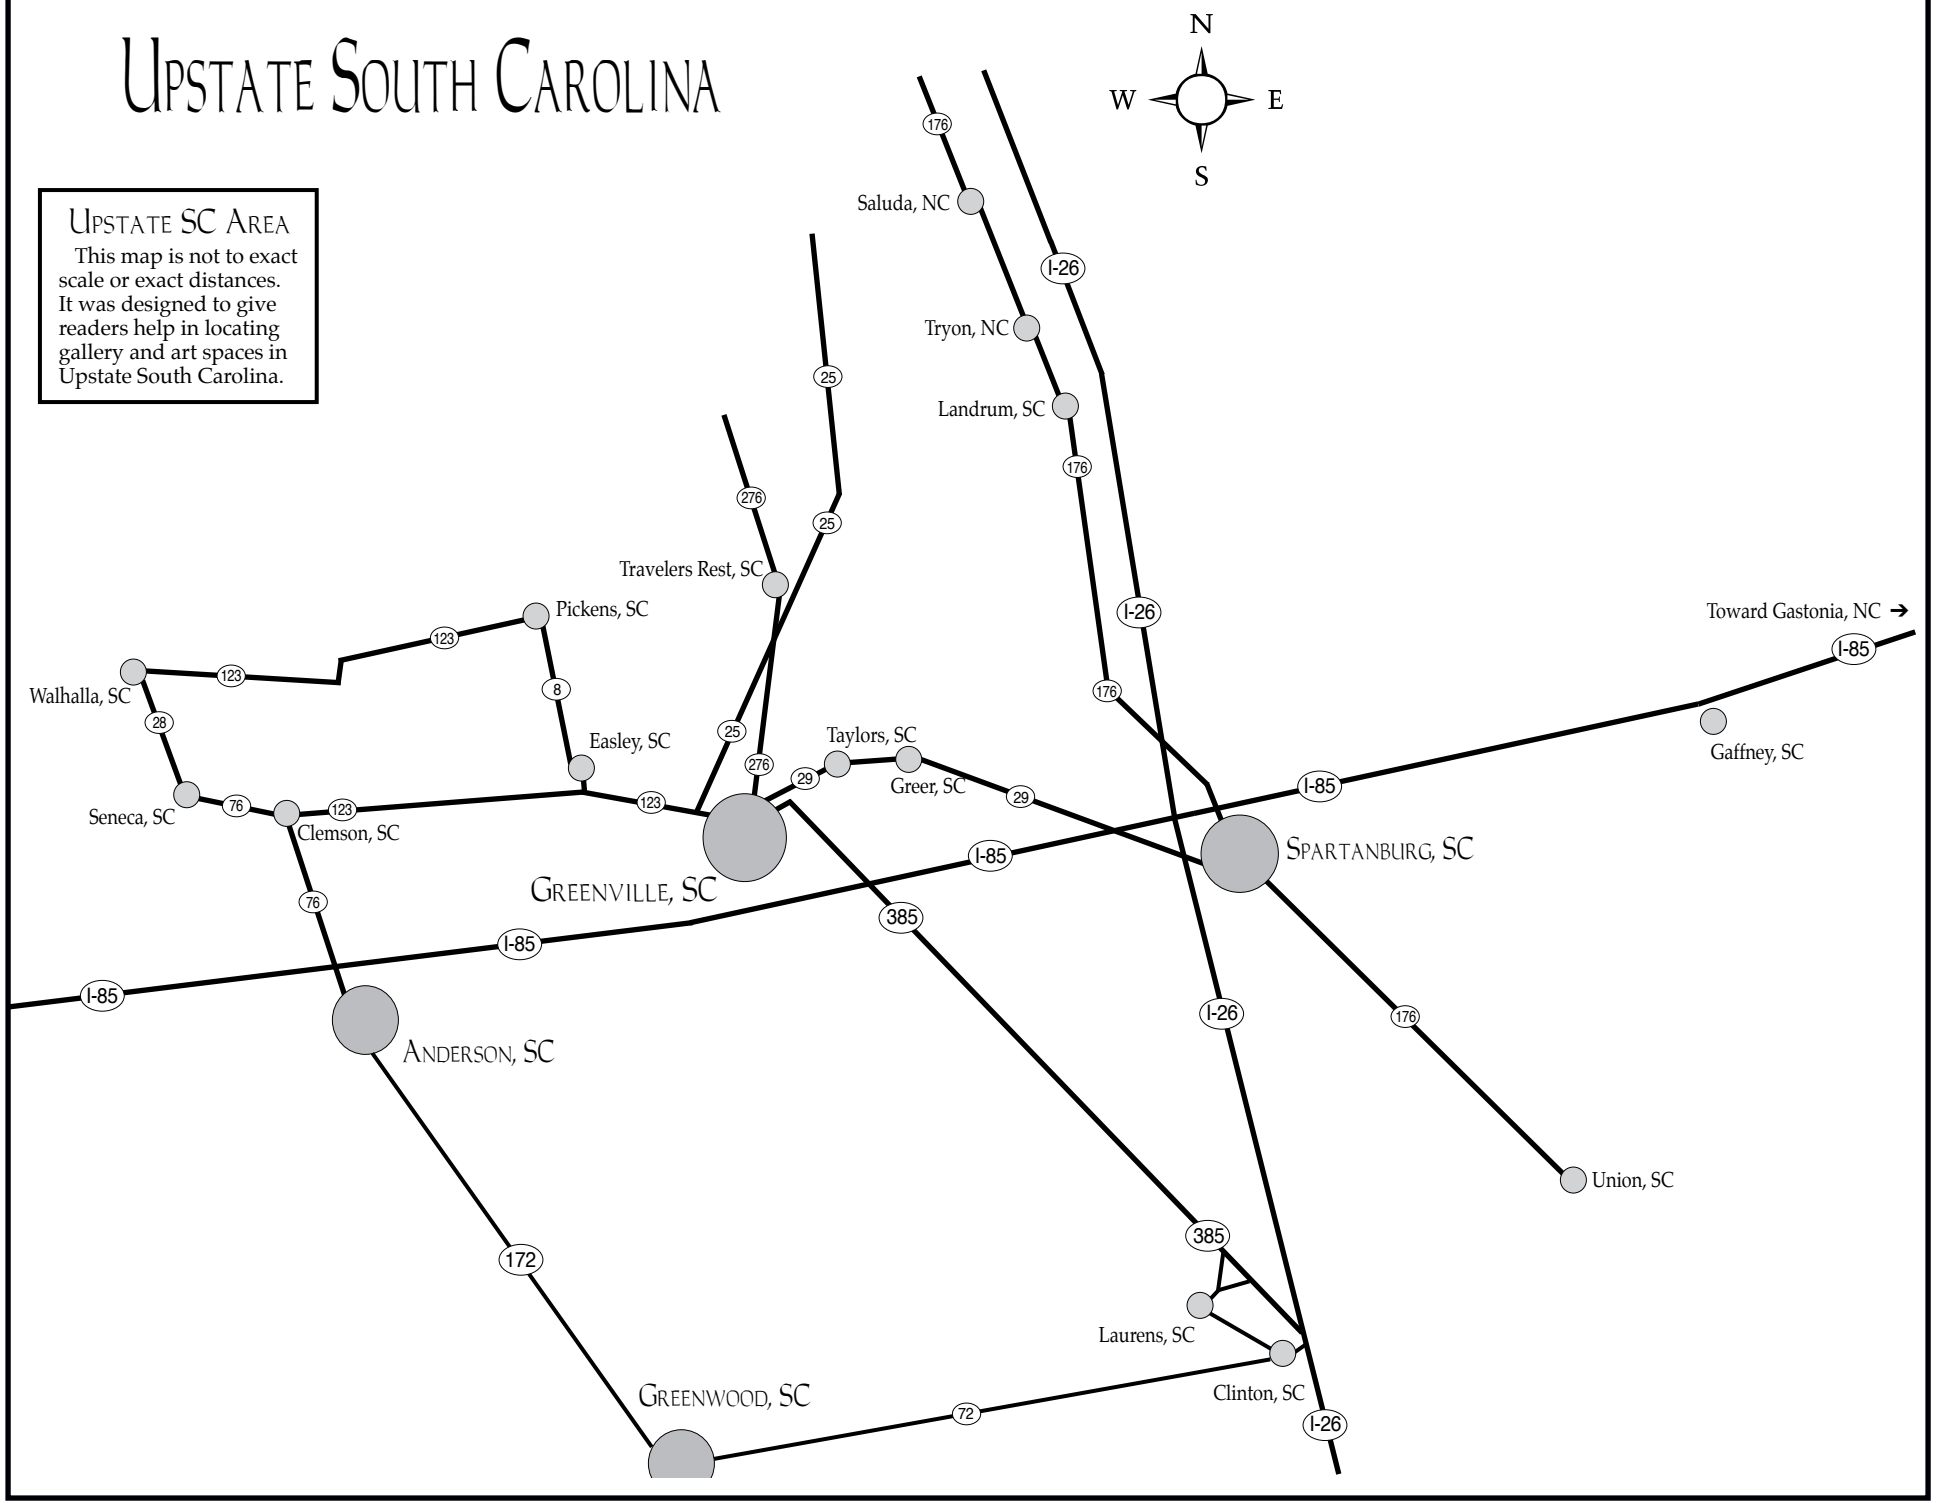 UPSTATE SOUTH CAROLINA
N
W E
S
176
Saluda, NC
UPSTATE SC AREA
This map is not to exact
scale or exact distances.
It was designed to give
readers help in locating
gallery and art spaces in
Upstate South Carolina.
I-26
Tryon, NC
25
Landrum, SC
176
276
25
Travelers Rest, SC
Pickens, SC
I-26
Toward Gastonia, NC ➔
123
I-85
123
8
176
Walhalla, SC
28
25
Easley, SC
Taylors, SC
Gaffney, SC
276
29
Greer, SC
I-85
76
123
123
29
Seneca, SC
Clemson, SC
SPARTANBURG, SC
I-85
GREENVILLE, SC
76
385
I-85
I-85
I-26
176
ANDERSON, SC
Union, SC
385
172
Laurens, SC
Clinton, SC
GREENWOOD, SC
72
I-26